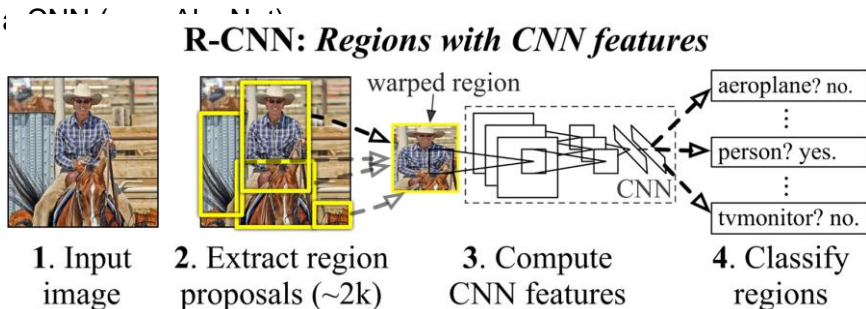 R-CNN: Regions with CNN features
warped region
aeroplane? no.
person? yes.
CNN
tvmonitor? no.
1. Input image
2. Extract region proposals (~2k)
3. Compute CNN features
4. Classify regions